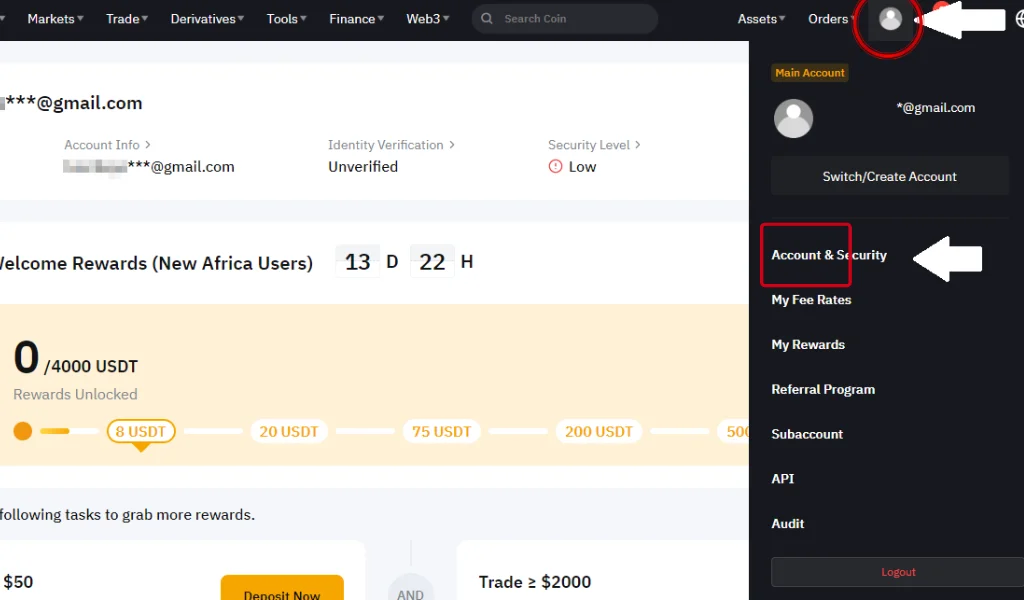 Markets Trade Derivatives Tools Finance Web3 Search Coin Assets Orders
***@gmail.com
Account Info Identity Verification Security Level
***@gmail.com Unverified Low
Welcome Rewards (New Africa Users) 13 D 22 H
0 /4000 USDT
Rewards Unlocked
8 USDT 20 USDT 75 USDT 200 USDT 500
following tasks to grab more rewards.
$50 Trade ≥ $2000
Deposit Now AND
Main Account
*@gmail.com
Switch/Create Account
Account & Security
My Fee Rates
My Rewards
Referral Program
Subaccount
API
Audit
Logout